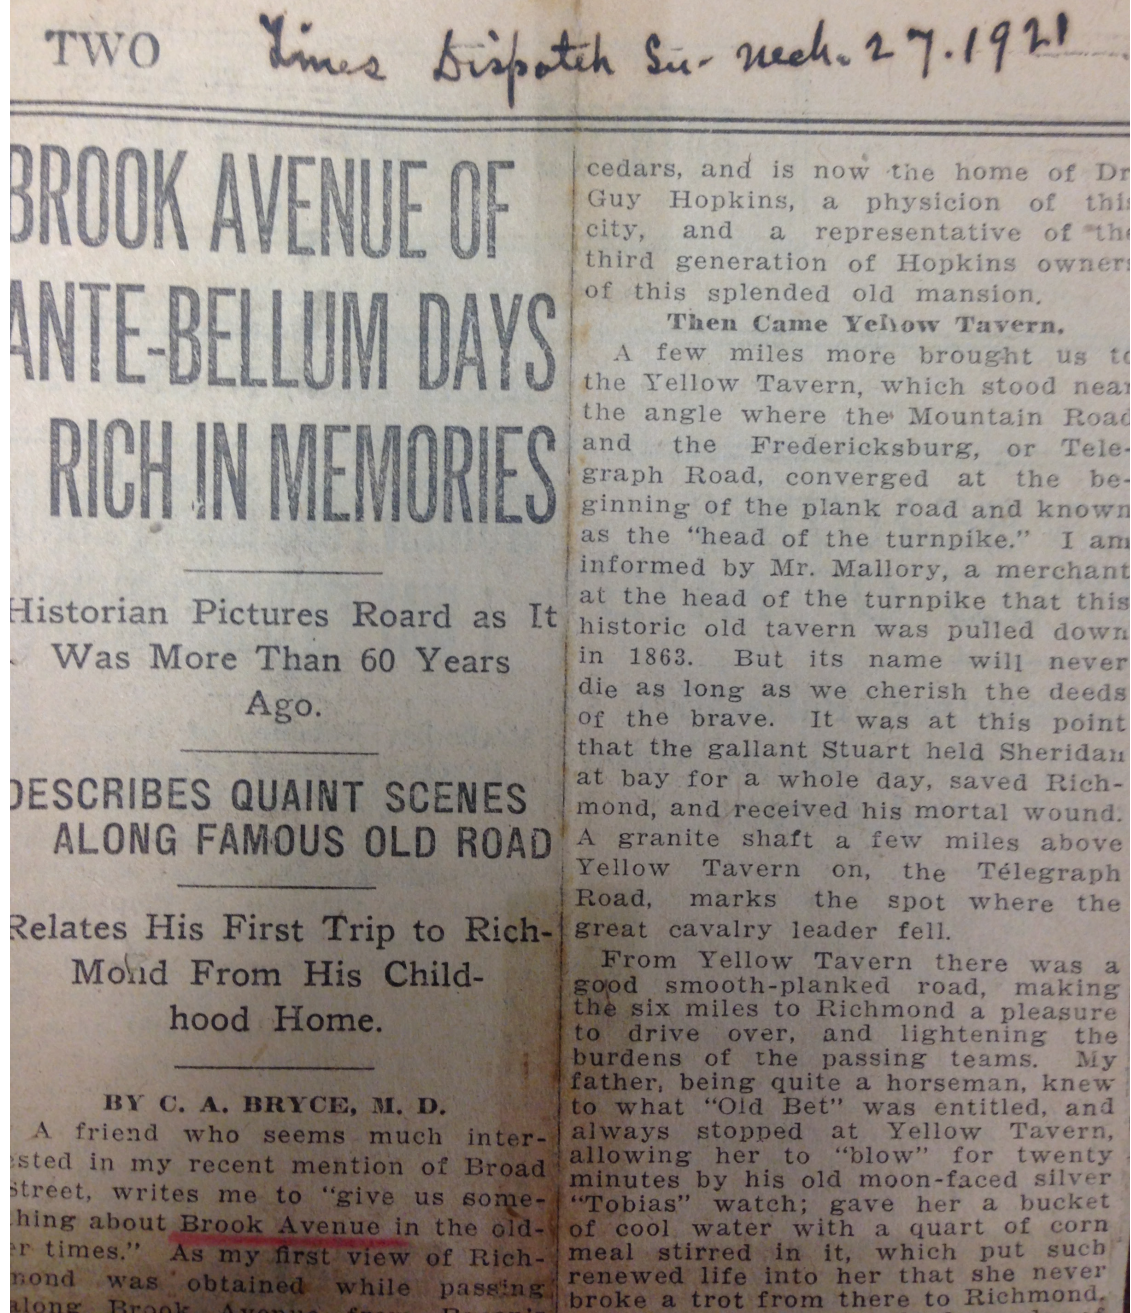 TWO
Times Dispatch Su- Mch. 27. 1921
BROOK AVENUE OF
ANTE-BELLUM DAYS
RICH IN MEMORIES
Historian Pictures Roard as It
Was More Than 60 Years
Ago.
DESCRIBES QUAINT SCENES
ALONG FAMOUS OLD ROAD
Relates His First Trip to Rich-
Mond From His Child-
hood Home.
BY C. A. BRYCE, M. D.
A friend who seems much inter-
ested in my recent mention of Broad
Street, writes me to "give us some-
thing about Brook Avenue in the old-
er times." As my first view of Rich-
mond was obtained while passing
along Brook Avenue
cedars, and is now the home of Dr
Guy Hopkins, a physicion of this
city, and a representative of the
third generation of Hopkins owners
of this splended old mansion.
Then Came Yellow Tavern.
A few miles more brought us to
the Yellow Tavern, which stood near
the angle where the Mountain Road
and the Fredericksburg, or Tele-
graph Road, converged at the be-
ginning of the plank road and known
as the "head of the turnpike." I am
informed by Mr. Mallory, a merchant
at the head of the turnpike that this
historic old tavern was pulled down
in 1863. But its name will never
die as long as we cherish the deeds
of the brave. It was at this point
that the gallant Stuart held Sheridan
at bay for a whole day, saved Rich-
mond, and received his mortal wound.
A granite shaft a few miles above
Yellow Tavern on, the Télegraph
Road, marks the spot where the
great cavalry leader fell.
From Yellow Tavern there was a
good smooth-planked road, making
the six miles to Richmond a pleasure
to drive over, and lightening the
burdens of the passing teams. My
father, being quite a horseman, knew
to what "Old Bet" was entitled, and
always stopped at Yellow Tavern,
allowing her to "blow" for twenty
minutes by his old moon-faced silver
"Tobias" watch; gave her a bucket
of cool water with a quart of corn
meal stirred in it, which put such
renewed life into her that she never
broke a trot from there to Richmond.